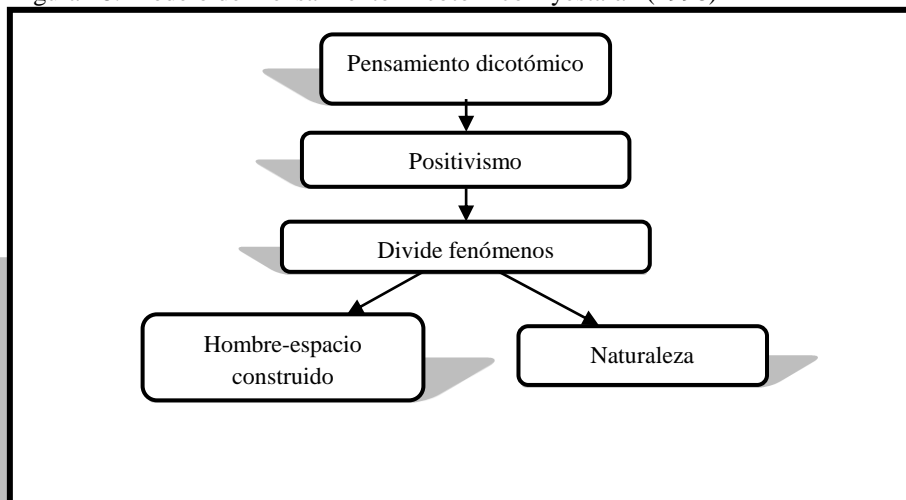 Pensamiento dicotómico
Positivismo
Divide fenómenos
Hombre-espacio
construido
Naturaleza